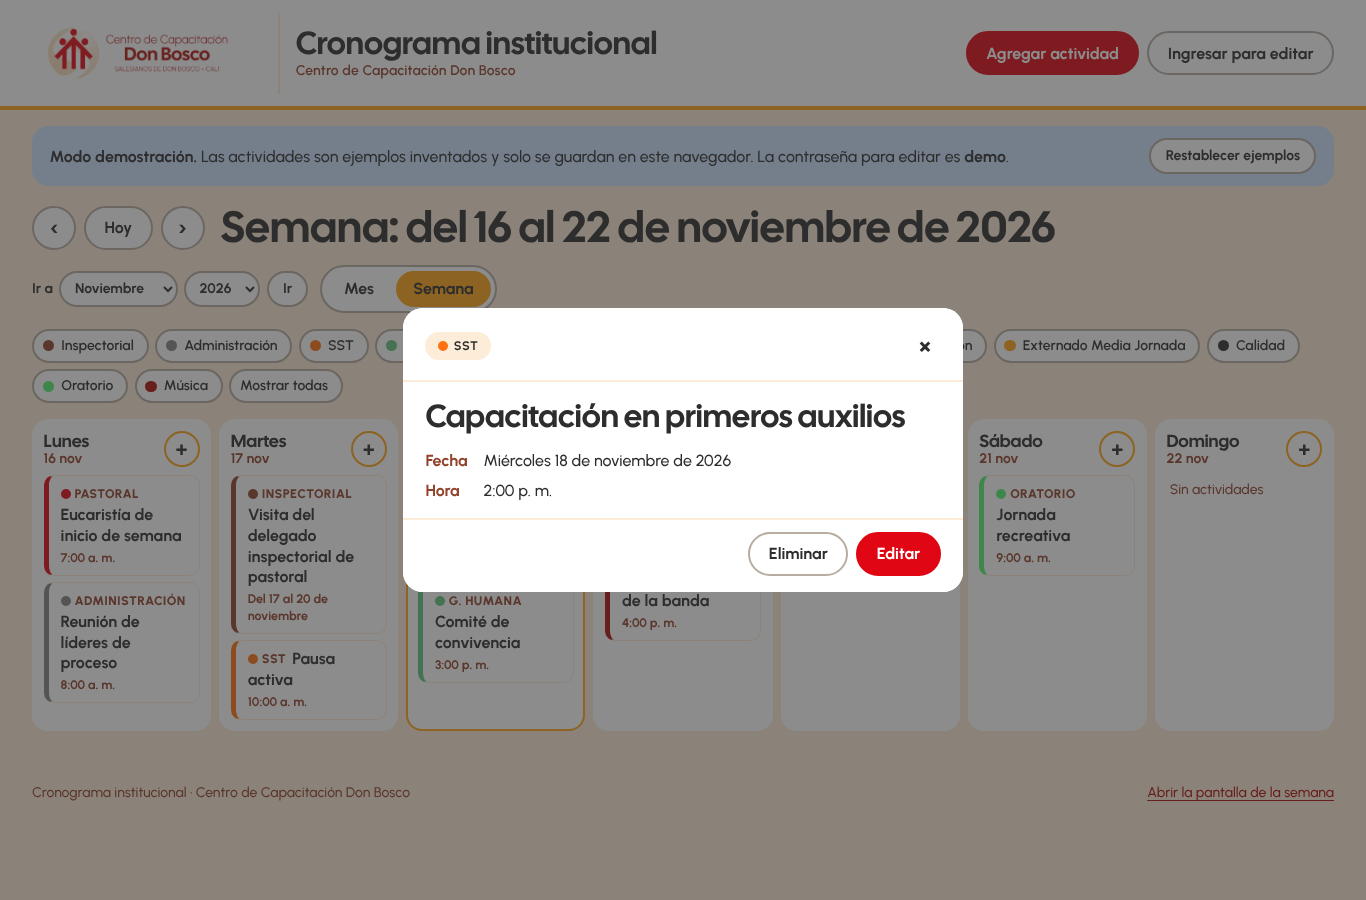 Centro de Capacitación
Don Bosco
SALESIANOS DE DON BOSCO - CALI
Cronograma institucional
Centro de Capacitación Don Bosco
Agregar actividad
Ingresar para editar
Modo demostración. Las actividades son ejemplos inventados y solo se guardan en este navegador. La contraseña para editar es demo.
Restablecer ejemplos
‹
Hoy
›
Semana: del 16 al 22 de noviembre de 2026
Ir a
Noviembre
2026
Ir
Mes
Semana
Inspectorial
Administración
SST
Externado Media Jornada
Calidad
Oratorio
Música
Mostrar todas
SST
×
Capacitación en primeros auxilios
Fecha Miércoles 18 de noviembre de 2026
Hora 2:00 p. m.
Eliminar
Editar
Lunes
16 nov
+
PASTORAL
Eucaristía de
inicio de semana
7:00 a. m.
ADMINISTRACIÓN
Reunión de
líderes de
proceso
8:00 a. m.
Martes
17 nov
+
INSPECTORIAL
Visita del
delegado
inspectorial de
pastoral
Del 17 al 20 de
noviembre
SST Pausa
activa
10:00 a. m.
G. HUMANA
Comité de
convivencia
3:00 p. m.
de la banda
4:00 p. m.
Sábado
21 nov
+
ORATORIO
Jornada
recreativa
9:00 a. m.
Domingo
22 nov
+
Sin actividades
Cronograma institucional · Centro de Capacitación Don Bosco
Abrir la pantalla de la semana